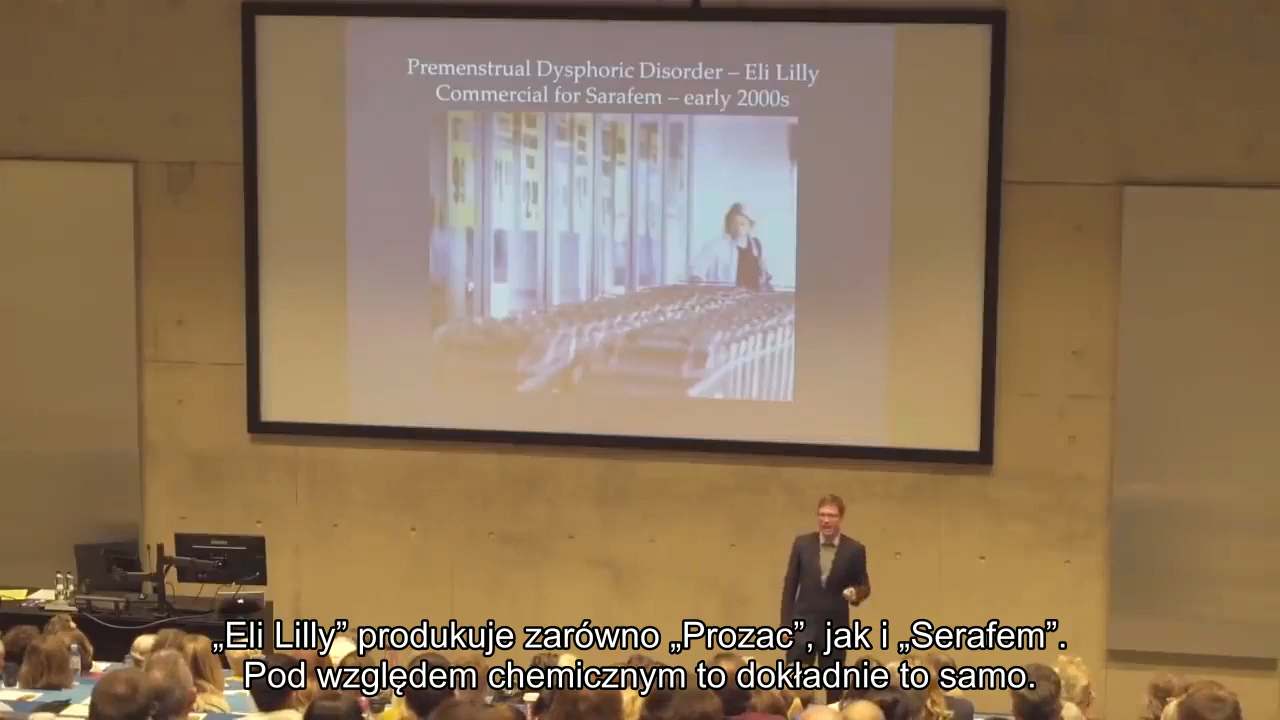 Premenstrual Dysphoric Disorder – Eli Lilly
Commercial for Sarafem – early 2000s
„Eli Lilly” produkuje zarówno „Prozac”, jak i „Serafem”.
Pod względem chemicznym to dokładnie to samo.